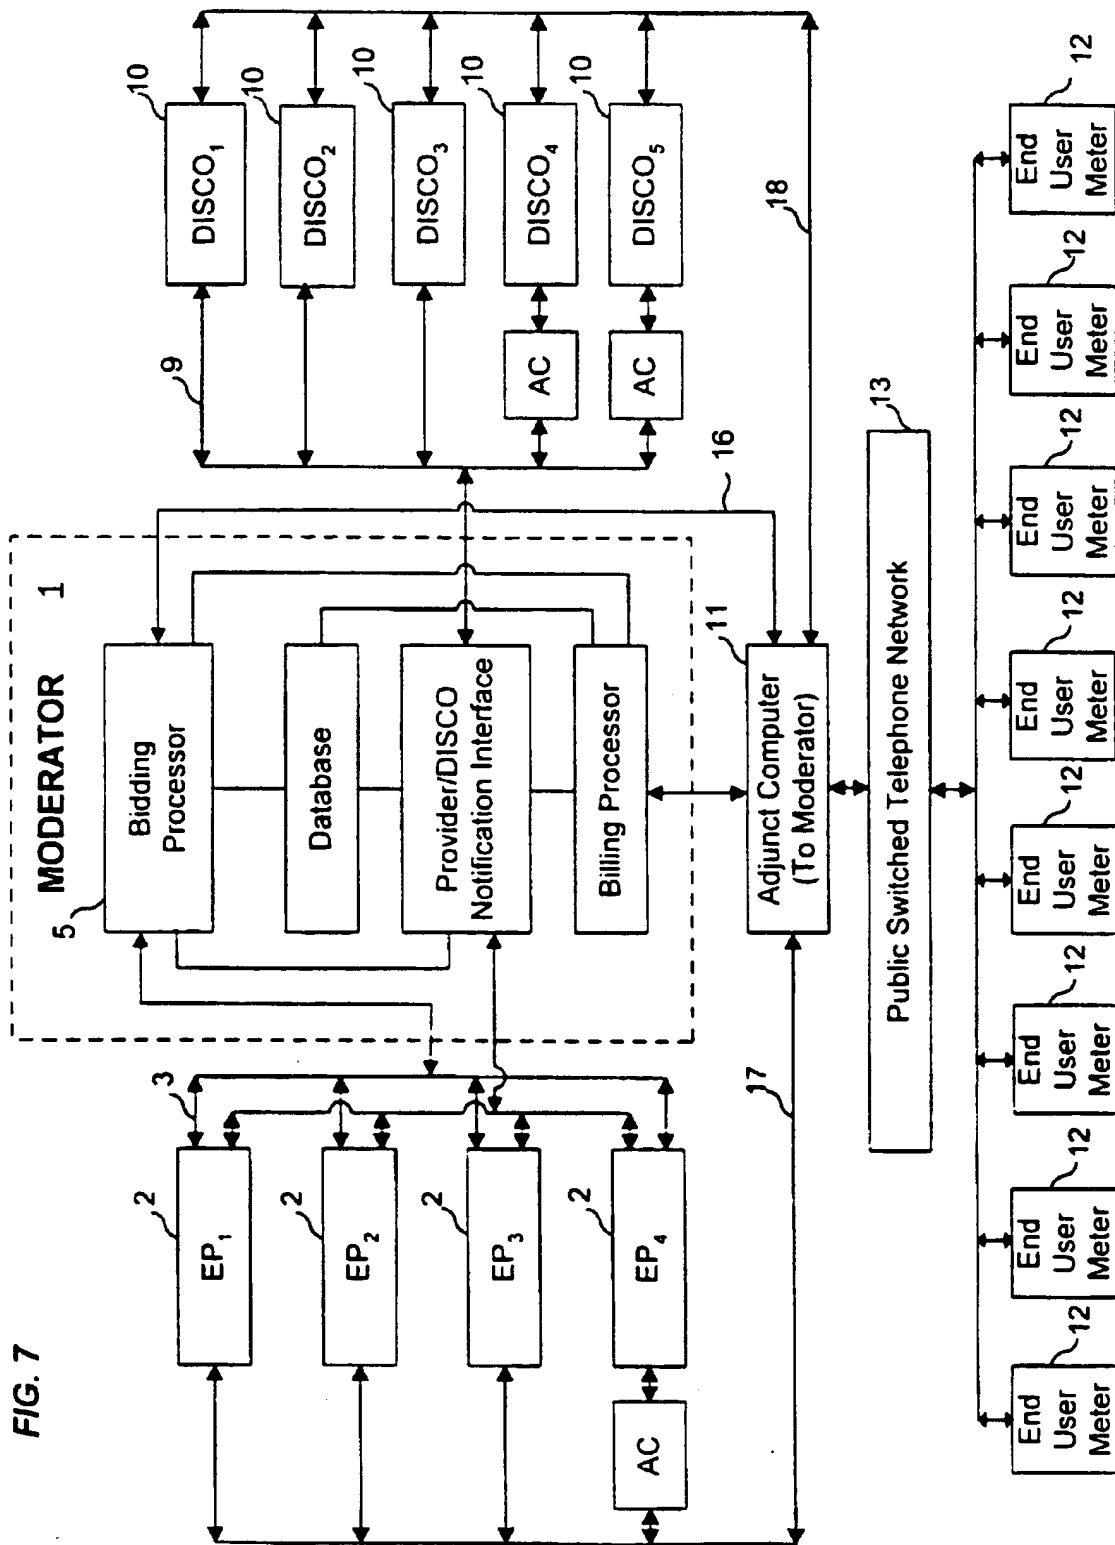 FIG. 7
MODERATOR 1
5
Bidding
Processor
Database
Provider/DISCO
Notification Interface
Billing Processor
3
2
EP1
2
EP2
2
EP3
2
EP4
AC
9
10
DISCO1
10
DISCO2
10
DISCO3
10
DISCO4
AC
10
DISCO5
AC
16
11
Adjunct Computer
(To Moderator)
17
18
13
Public Switched Telephone Network
12
End
User
Meter
12
End
User
Meter
12
End
User
Meter
12
End
User
Meter
12
End
User
Meter
12
End
User
Meter
12
End
User
Meter
12
End
User
Meter